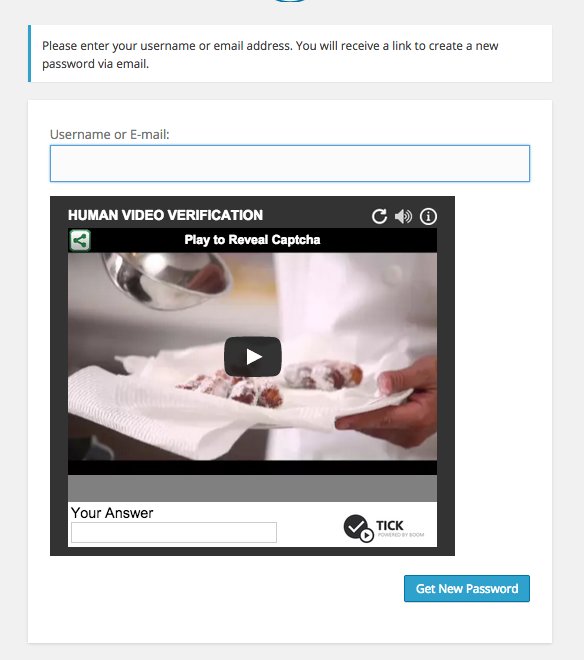 Please enter your username or email address. You will receive a link to create a new
password via email.
Username or E-mail:
HUMAN VIDEO VERIFICATION
Play to Reveal Captcha
Your Answer
TICK
POWERED BY BOOM
Get New Password